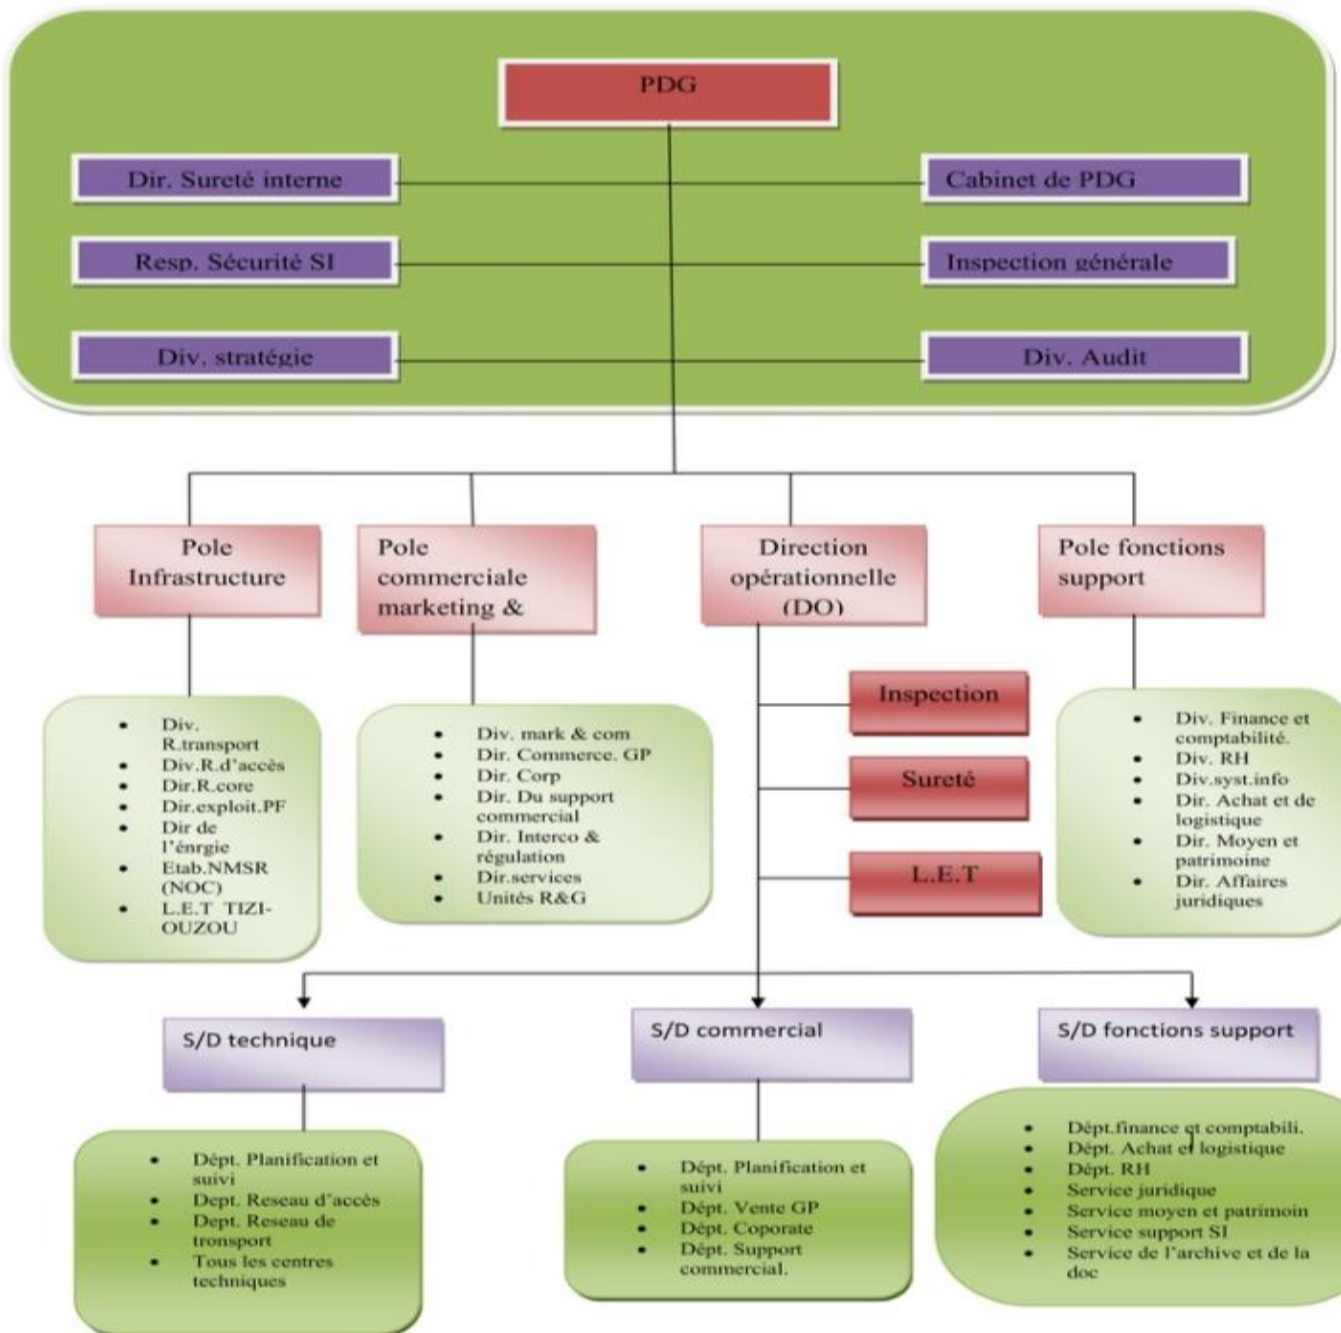 PDG
Dir. Sureté interne
Cabinet de PDG
Resp. Sécurité SI
Inspection générale
Div. stratégie
Div. Audit
Pole
Infrastructure
Pole
commerciale
marketing &
Direction
opérationnelle
(DO)
Pole fonctions
support
Inspection
Sureté
L.E.T
• Div.
R.transport
• Div.R.d'accès
• Dir.R.core
• Dir.exploit.PF
• Dir de
l'énrgie
• Etab.NMSR
(NOC)
• L.E.T TIZI-
OUZOU
• Div. mark & com
• Dir. Commerce. GP
• Dir. Corp
• Dir. Du support
commercial
• Dir. Interco &
régulation
• Dir.services
• Unités R&G
• Div. Finance et
comptabilité.
• Div. RH
• Div.syst.info
• Dir. Achat et de
logistique
• Dir. Moyen et
patrimoine
• Dir. Affaires
juridiques
S/D technique
S/D commercial
S/D fonctions support
• Dépt. Planification et
suivi
• Dept. Reseau d'accès
• Dept. Reseau de
tronsport
• Tous les centres
techniques
• Dépt. Planification et
suivi
• Dépt. Vente GP
• Dépt. Coporate
• Dépt. Support
commercial.
• Dépt.finance et comptabili.
• Dépt. Achat et logistique
• Dépt. RH
• Service juridique
• Service moyen et patrimoin
• Service support SI
• Service de l'archive et de la
doc